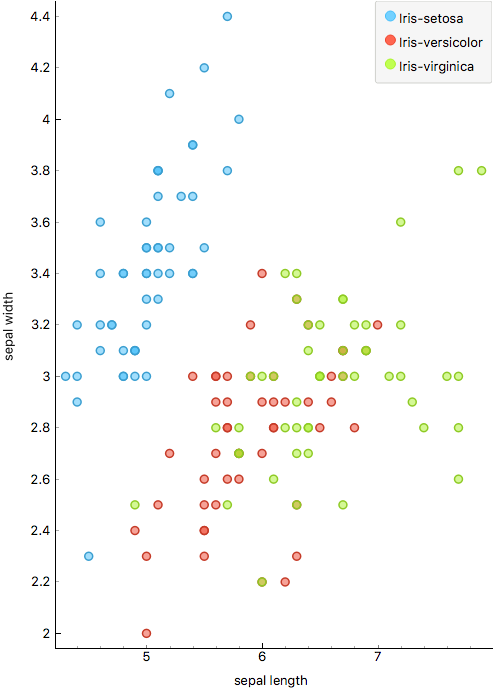 Iris-setosa
Iris-versicolor
Iris-virginica
4.4
4.2
4
3.8
3.6
3.4
3.2
3
2.8
2.6
2.4
2.2
2
sepal width
5 6 7
sepal length